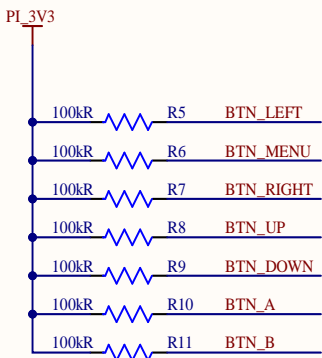 PI_3V3
100kR R5 BTN_LEFT
100kR R6 BTN_MENU
100kR R7 BTN_RIGHT
100kR R8 BTN_UP
100kR R9 BTN_DOWN
100kR R10 BTN_A
100kR R11 BTN_B